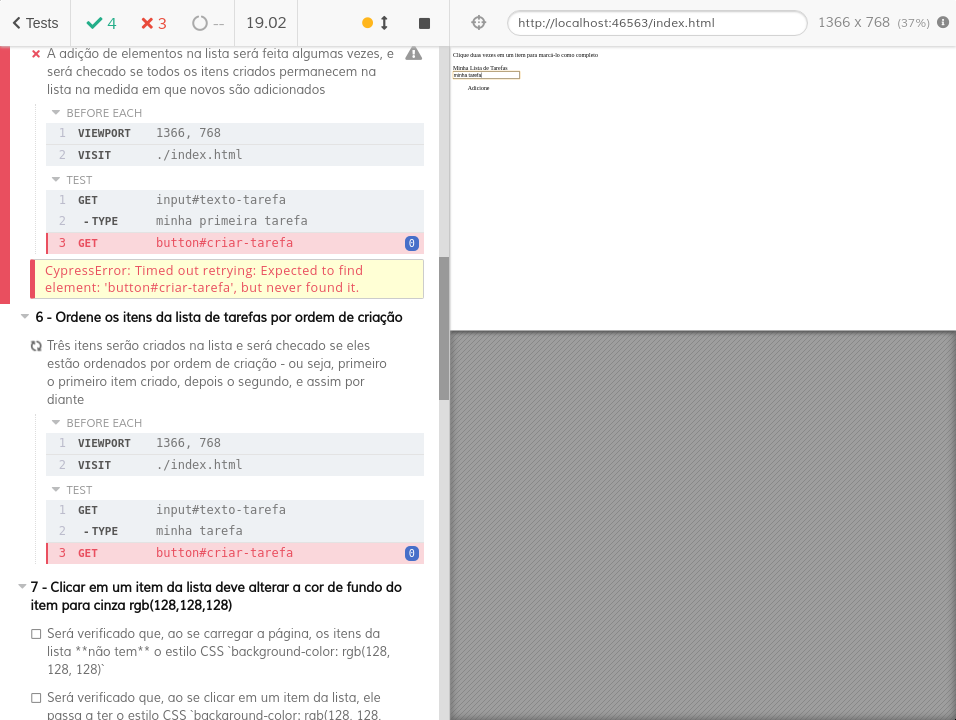 Tests
4
3
--
19.02
http://localhost:46563/index.html
1366 x 768 (37%)
A adição de elementos na lista será feita algumas vezes, e
será checado se todos os itens criados permecem na
lista na medida em que novos são adicionados
BEFORE EACH
1 VIEWPORT 1366, 768
2 VISIT ./index.html
TEST
1 GET input#texto-tarefa
2 -TYPE minha primeira tarefa
3 GET button#criar-tarefa 0
CypressError: Timed out retrying: Expected to find
element: 'button#criar-tarefa', but never found it.
6 - Ordene os itens da lista de tarefas por ordem de criação
Três itens serão criados na lista e será checado se eles
estão ordenados por ordem de criação - ou seja, primeiro
o primeiro item criado, depois o segundo, e assim por
diante
BEFORE EACH
1 VIEWPORT 1366, 768
2 VISIT ./index.html
TEST
1 GET input#texto-tarefa
2 -TYPE minha tarefa
3 GET button#criar-tarefa 0
7 - Clicar em um item da lista deve alterar a cor de fundo do
item para cinza rgb(128,128,128)
Será verificado que, ao se carregar a página, os itens da
lista **não tem** o estilo CSS `background-color: rgb(128,
128, 128)`
Será verificado que, ao se clicar em um item da lista, ele
passa a ter o estilo CSS `background-color: rgb(128, 128,
Clique duas vezes em um item para marcá-lo como completo
Minha Lista de Tarefas
minha tarefa
Adicione